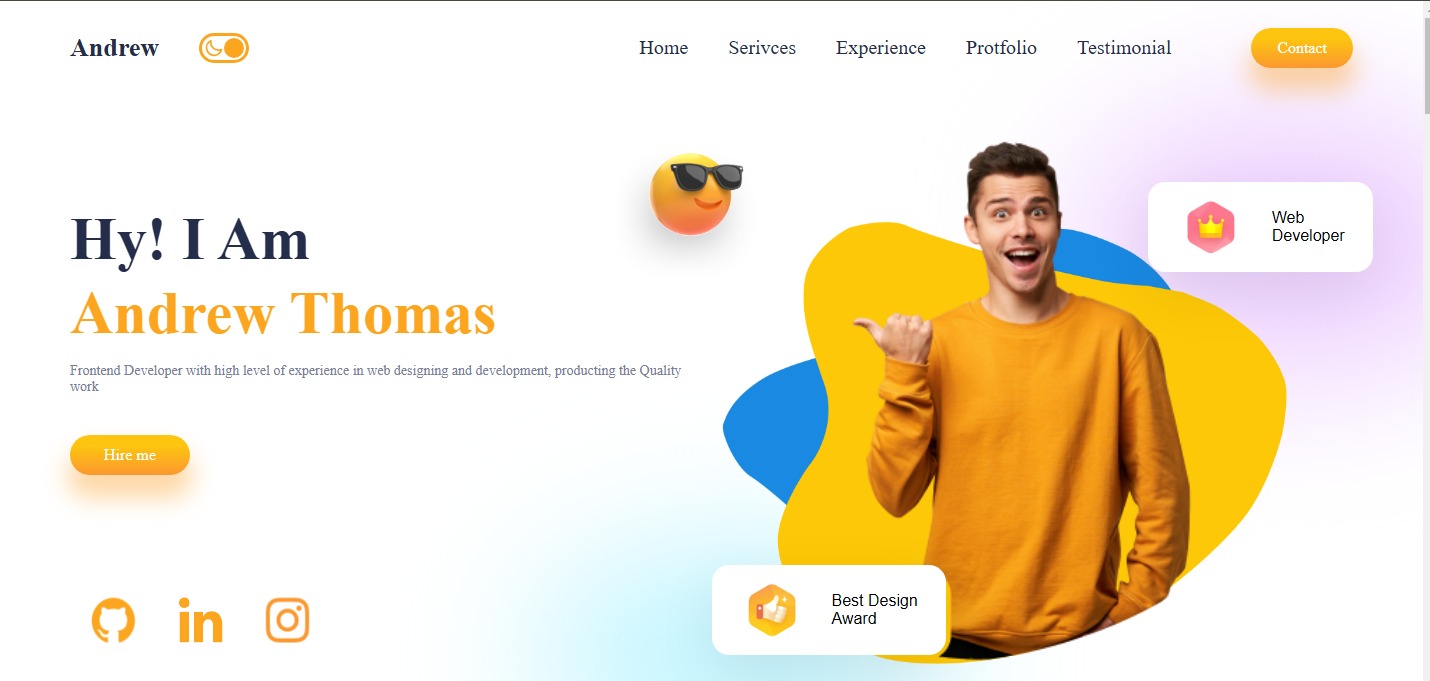 Andrew
Home Serivces Experience Protfolio Testimonial Contact
Hy! I Am
Andrew Thomas
Frontend Developer with high level of experience in web designing and development, producting the Quality
work
Hire me
Web
Developer
Best Design
Award
in